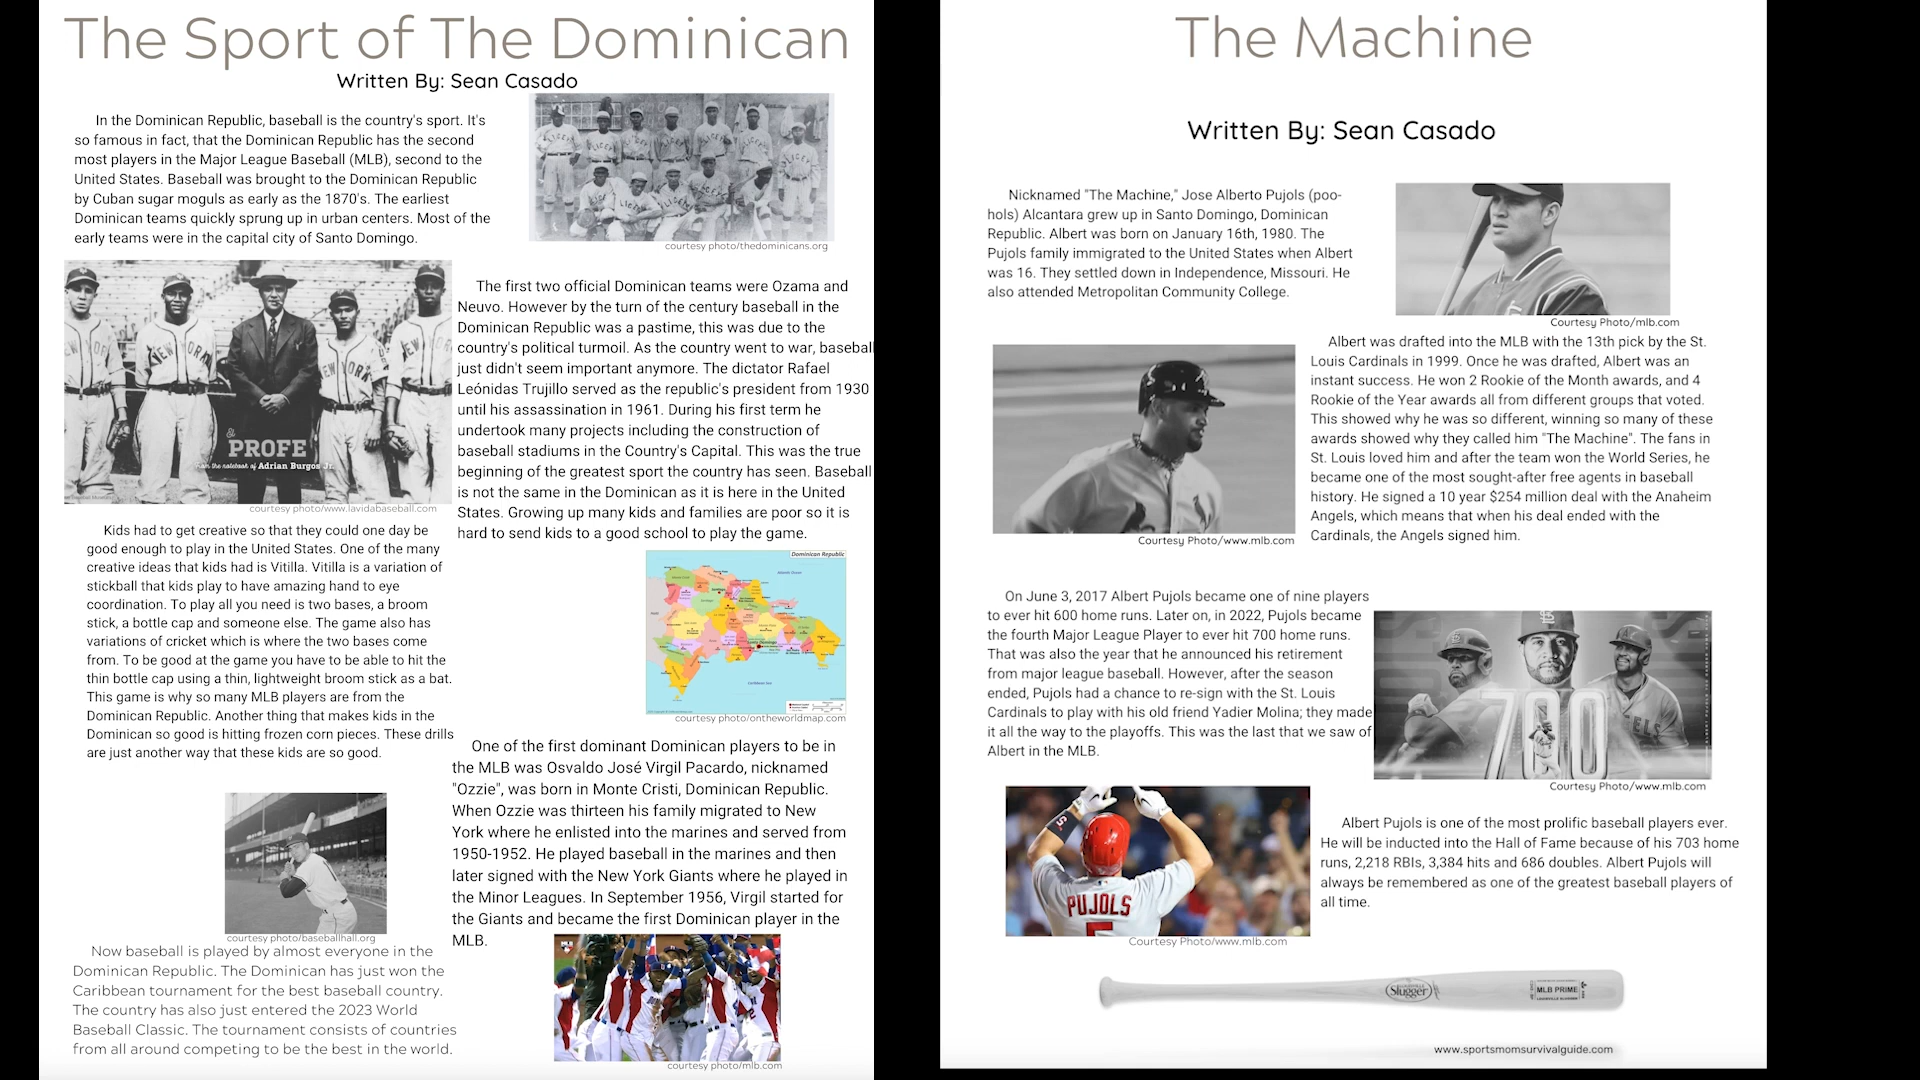 The Sport of The Dominican
Written By: Sean Casado
In the Dominican Republic, baseball is the country's sport. It's
so famous in fact, that the Dominican Republic has the second
most players in the Major League Baseball (MLB), second to the
United States. Baseball was brought to the Dominican Republic
by Cuban sugar moguls as early as the 1870's. The earliest
Dominican teams quickly sprung up in urban centers. Most of the
early teams were in the capital city of Santo Domingo.
courtesy photo/thedominicans.org
El
PROFE
From the notebook of Adrian Burgos Jr.
courtesy photo/www.lavidabaseball.com
The first two official Dominican teams were Ozama and
Neuvo. However by the turn of the century baseball in the
Dominican Republic was a pastime, this was due to the
country's political turmoil. As the country went to war, baseball
just didn't seem important anymore. The dictator Rafael
Leónidas Trujillo served as the republic's president from 1930
until his assassination in 1961. During his first term he
undertook many projects including the construction of
baseball stadiums in the Country's Capital. This was the true
beginning of the greatest sport the country has seen. Baseball
is not the same in the Dominican as it is here in the United
States. Growing up many kids and families are poor so it is
hard to send kids to a good school to play the game.
Kids had to get creative so that they could one day be
good enough to play in the United States. One of the many
creative ideas that kids had is Vitilla. Vitilla is a variation of
stickball that kids play to have amazing hand to eye
coordination. To play all you need is two bases, a broom
stick, a bottle cap and someone else. The game also has
variations of cricket which is where the two bases come
from. To be good at the game you have to be able to hit the
thin bottle cap using a thin, lightweight broom stick as a bat.
This game is why so many MLB players are from the
Dominican Republic. Another thing that makes kids in the
Dominican so good is hitting frozen corn pieces. These drills
are just another way that these kids are so good.
Dominican Republic
courtesy photo/ontheworldmap.com
One of the first dominant Dominican players to be in
the MLB was Osvaldo José Virgil Pacardo, nicknamed
"Ozzie", was born in Monte Cristi, Dominican Republic.
When Ozzie was thirteen his family migrated to New
York where he enlisted into the marines and served from
1950-1952. He played baseball in the marines and then
later signed with the New York Giants where he played in
the Minor Leagues. In September 1956, Virgil started for
the Giants and became the first Dominican player in the
MLB.
courtesy photo/baseballhall.org
Now baseball is played by almost everyone in the
Dominican Republic. The Dominican has just won the
Caribbean tournament for the best baseball country.
The country has also just entered the 2023 World
Baseball Classic. The tournament consists of countries
from all around competing to be the best in the world.
courtesy photo/mlb.com
The Machine
Written By: Sean Casado
Nicknamed "The Machine," Jose Alberto Pujols (poo-
hols) Alcantara grew up in Santo Domingo, Dominican
Republic. Albert was born on January 16th, 1980. The
Pujols family immigrated to the United States when Albert
was 16. They settled down in Independence, Missouri. He
also attended Metropolitan Community College.
Courtesy Photo/mlb.com
Albert was drafted into the MLB with the 13th pick by the St.
Louis Cardinals in 1999. Once he was drafted, Albert was an
instant success. He won 2 Rookie of the Month awards, and 4
Rookie of the Year awards all from different groups that voted.
This showed why he was so different, winning so many of these
awards showed why they called him "The Machine". The fans in
St. Louis loved him and after the team won the World Series, he
became one of the most sought-after free agents in baseball
history. He signed a 10 year $254 million deal with the Anaheim
Angels, which means that when his deal ended with the
Cardinals, the Angels signed him.
Courtesy Photo/www.mlb.com
On June 3, 2017 Albert Pujols became one of nine players
to ever hit 600 home runs. Later on, in 2022, Pujols became
the fourth Major League Player to ever hit 700 home runs.
That was also the year that he announced his retirement
from major league baseball. However, after the season
ended, Pujols had a chance to re-sign with the St. Louis
Cardinals to play with his old friend Yadier Molina; they made
it all the way to the playoffs. This was the last that we saw of
Albert in the MLB.
700
Courtesy Photo/www.mlb.com
PUJOLS
5
Courtesy Photo/www.mlb.com
Albert Pujols is one of the most prolific baseball players ever.
He will be inducted into the Hall of Fame because of his 703 home
runs, 2,218 RBIs, 3,384 hits and 686 doubles. Albert Pujols will
always be remembered as one of the greatest baseball players of
all time.
Slugger
MLB PRIME
www.sportsmomsurvivalguide.com